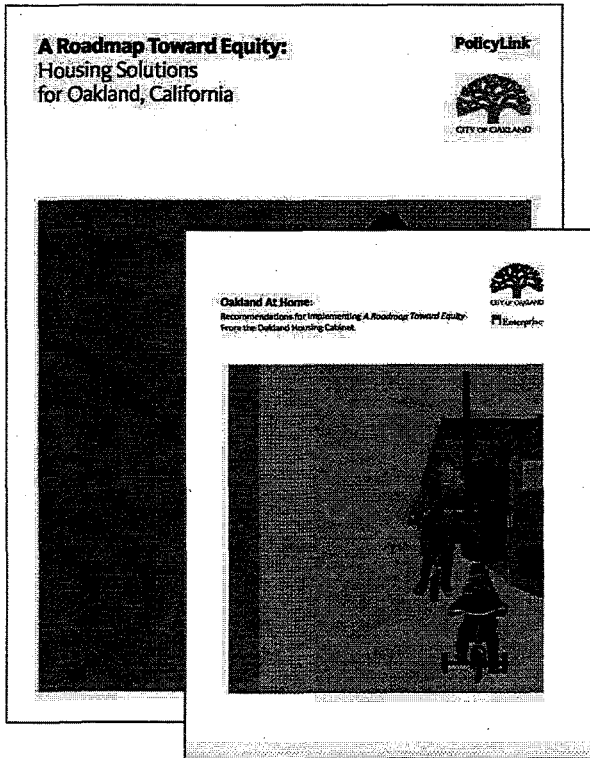 A Roadmap Toward Equity:
Housing Solutions
for Oakland, California
PolicyLink
CITY OF OAKLAND
Oakland At Home:
Recommendations for Implementing A Roadmap Toward Equity
From the Oakland Housing Cabinet
CITY OF OAKLAND
Enterprise